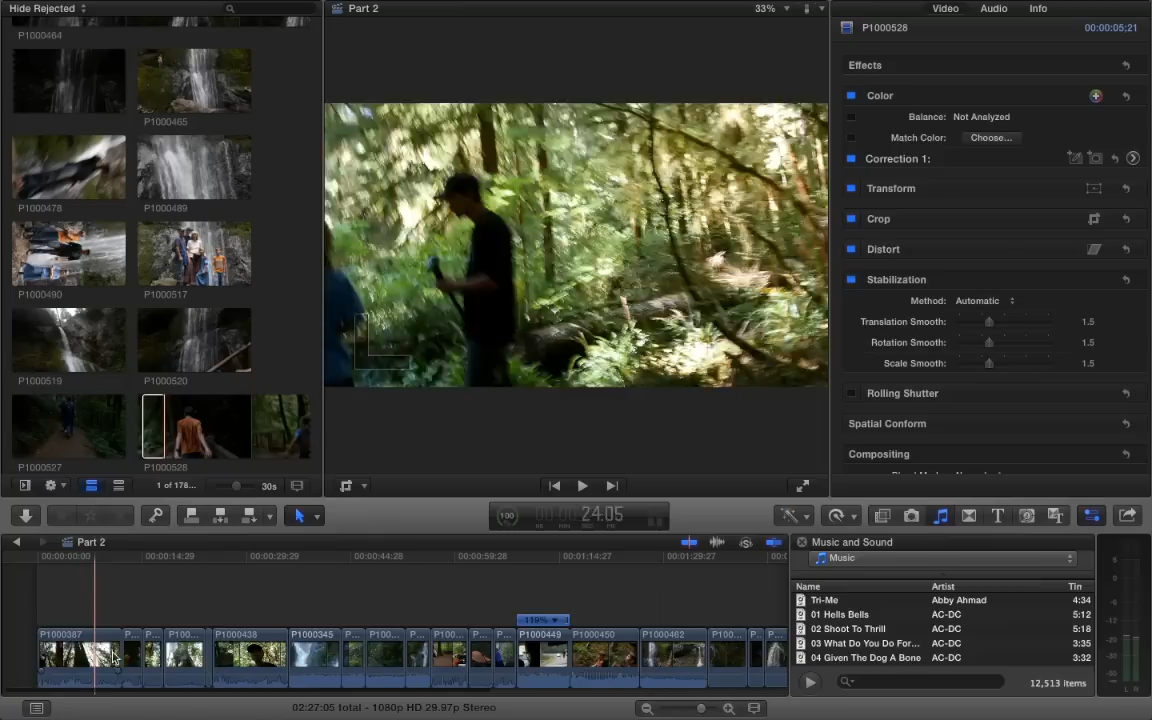 Hide Rejected
Part 2
33%
Video
Audio
Info
P1000464
P1000528
00:00:05;21
Effects
Color
Balance: Not Analyzed
P1000465
Match Color: Choose...
Correction 1:
Transform
P1000478
P1000489
Crop
Distort
Stabilization
P1000490
P1000517
Method: Automatic
Translation Smooth: 1.5
Rotation Smooth: 1.5
Scale Smooth: 1.5
P1000519
P1000520
Rolling Shutter
Spatial Conform
Compositing
P1000527
P1000528
1 of 178...
30s
100
24:05
Part 2
Music and Sound
Music
00:00:00:00
00:00:14:29
00:00:29:29
00:00:44:28
00:00:59:28
00:01:14:27
00:01:29:27
Name
Artist
Tin
Tri-Me
Abby Ahmad
4:34
01 Hells Bells
AC-DC
5:12
02 Shoot To Thrill
AC-DC
5:18
03 What Do You Do For...
AC-DC
3:35
04 Given The Dog A Bone
AC-DC
3:32
P1000387
P...
P...
P100...
P1000438
P1000345
P...
P100...
P...
P100...
P...
P...
P1000449
P1000450
P1000462
P100...
P...
P100...
12,513 items
02:27:05 total - 1080p HD 29.97p Stereo
L R